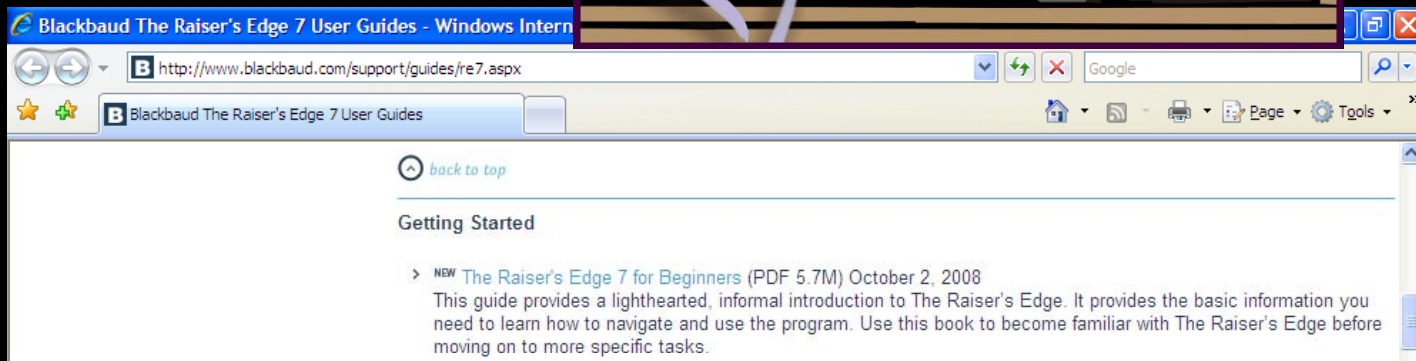 Blackbaud The Raiser's Edge 7 User Guides - Windows Intern
http://www.blackbaud.com/support/guides/re7.aspx
Google
Blackbaud The Raiser's Edge 7 User Guides
Page
Tools
back to top
Getting Started
NEW The Raiser's Edge 7 for Beginners (PDF 5.7M) October 2, 2008
This guide provides a lighthearted, informal introduction to The Raiser's Edge. It provides the basic information you
need to learn how to navigate and use the program. Use this book to become familiar with The Raiser's Edge before
moving on to more specific tasks.